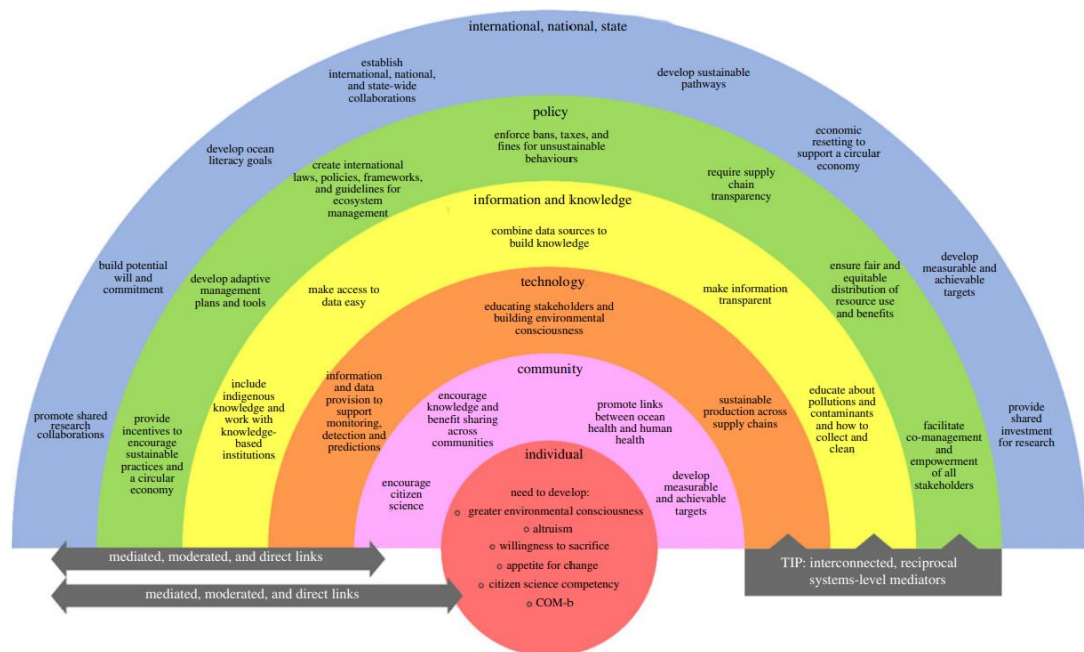 international, national, state
establish
international, national,
and state-wide
collaborations
develop sustainable
pathways
develop ocean
literacy goals
economic
resetting to
support a circular
economy
build potential
will and
commitment
develop
measurable and
achievable
targets
promote shared
research
collaborations
provide
shared
investment
for research
policy
enforce bans, taxes, and
fines for unsustainable
behaviours
create international
laws, policies, frameworks,
and guidelines for
ecosystem
management
require supply
chain
transparency
develop adaptive
management
plans and tools
ensure fair and
equitable
distribution of
resource use
and benefits
provide
incentives to
encourage
sustainable
practices and
a circular
economy
facilitate
co-management
and
empowerment
of all
stakeholders
information and knowledge
combine data sources to
build knowledge
make access to
data easy
make information
transparent
include
indigenous
knowledge and
work with
knowledge-
based
institutions
educate about
pollutions and
contaminants
and how to
collect and
clean
technology
educating stakeholders and
building environmental
consciousness
information
and data
provision to
support
monitoring,
detection and
predictions
sustainable
production across
supply chains
community
encourage
knowledge and
benefit sharing
across
communities
promote links
between ocean
health and human
health
encourage
citizen
science
develop
measurable
and achievable
targets
individual
need to develop:
greater environmental consciousness
altruism
willingness to sacrifice
appetite for change
citizen science competency
COM-b
mediated, moderated, and direct links
mediated, moderated, and direct links
TIP: interconnected, reciprocal
systems-level mediators